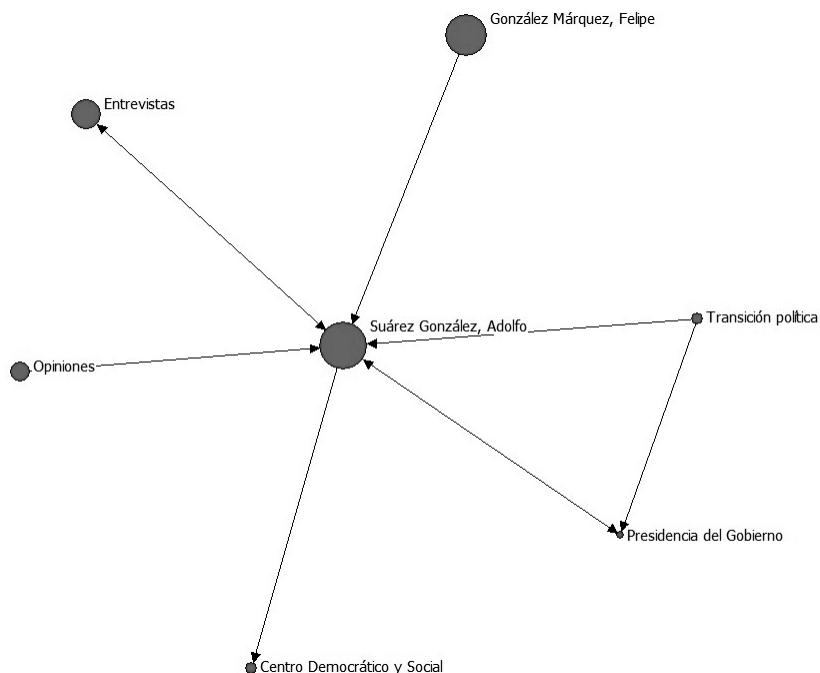 González Márquez, Felipe
Entrevistas
Suárez González, Adolfo
Transición política
Opiniones
Presidencia del Gobierno
Centro Democrático y Social